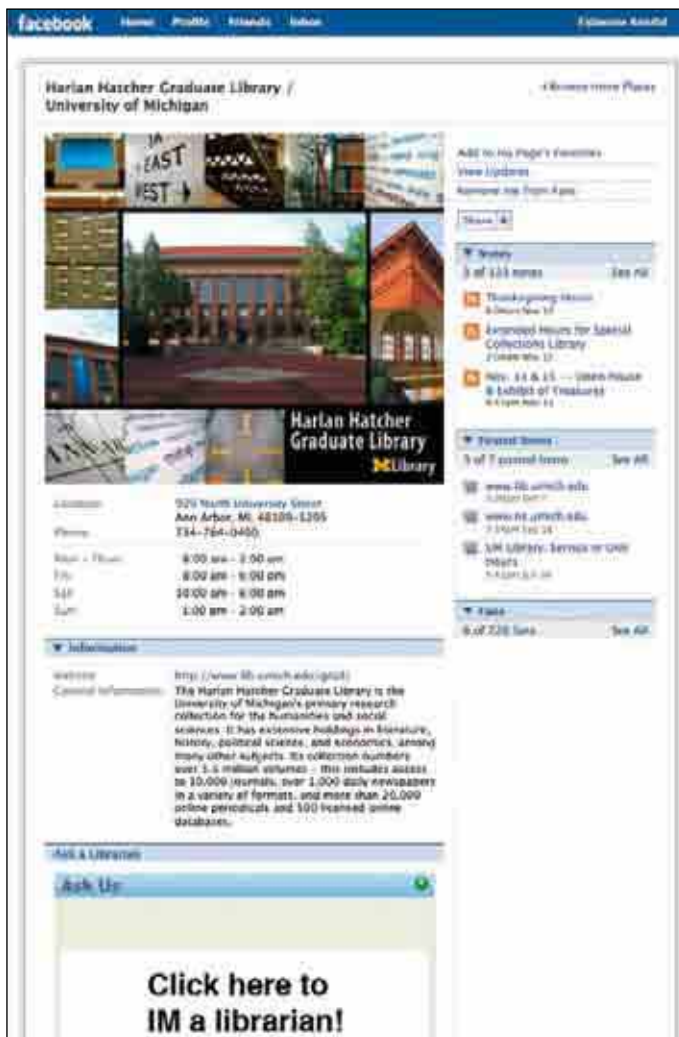 facebook
Home Profile Friends Inbox
Harlan Hatcher Graduate Library /
University of Michigan
Browse more Places
EAST
WEST
Harlan Hatcher
Graduate Library
MLibrary
Add to my Page's Favorites
View Updates
Remove me from Fans
Share +
Notes
3 of 123 notes See All
Thanksgiving Hours
Extended Hours for Special
Collections Library
Nov. 14 & 15 -- Open House
& Exhibit of Treasures
Posted Items
3 of 7 posted items See All
www.lib.umich.edu
www.lib.umich.edu
UM Library: Service or Unit
Hours
Fans
6 of 720 fans See All
Location: 920 North University Street
Ann Arbor, MI, 48109-1205
Phone: 734-764-0400
Mon - Thurs: 8:00 am - 2:00 am
Fri: 8:00 am - 6:00 pm
Sat: 10:00 am - 6:00 pm
Sun: 1:00 pm - 2:00 am
Information
Website:
General Information: The Harlan Hatcher Graduate Library is the
University of Michigan's primary research
collection for the humanities and social
sciences. It has extensive holdings in literature,
history, political science, and economics, among
many other subjects. Its collection numbers
over 3.5 million volumes - this includes access
to 10,000 journals, over 1,000 daily newspapers
in a variety of formats, and more than 20,000
online periodicals and 500 licensed online
databases.
Ask a Librarian
Ask Us
Click here to
IM a librarian!